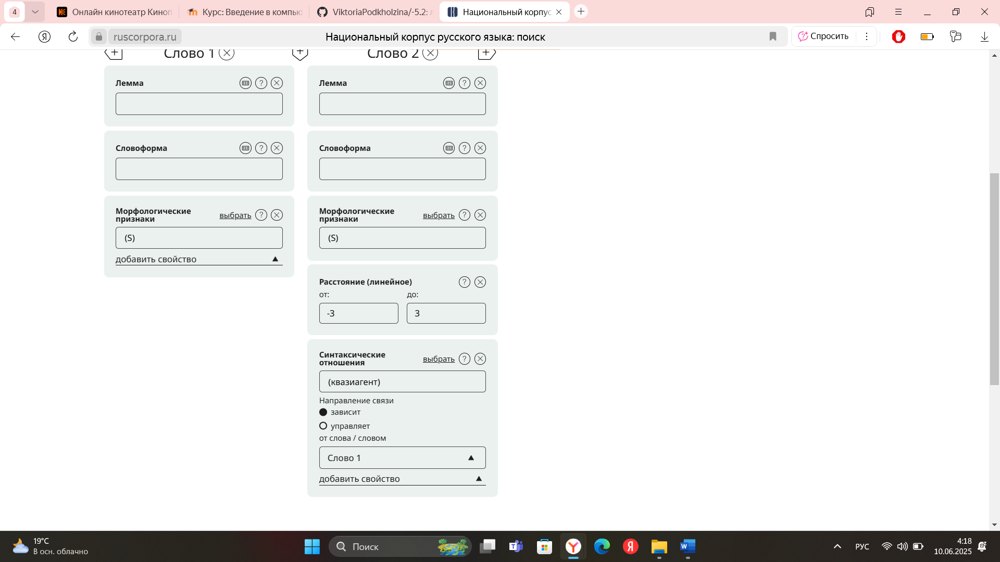 4
Онлайн кинотеатр Киноп
Курс: Введение в компью
ViktoriaPodkholzina/-5.2: л
Национальный корпус
ruscorpora.ru
Национальный корпус русского языка: поиск
Спросить
Слово 1
Слово 2
Лемма
Лемма
Словоформа
Словоформа
Морфологические
признаки
выбрать
(S)
добавить свойство
Морфологические
признаки
выбрать
(S)
Расстояние (линейное)
от:
до:
-3
3
Синтаксические
отношения
выбрать
(квазиагент)
Направление связи
зависит
управляет
от слова / словом
Слово 1
добавить свойство
19°C
В осн. облачно
Поиск
РУС
4:18
10.06.2025